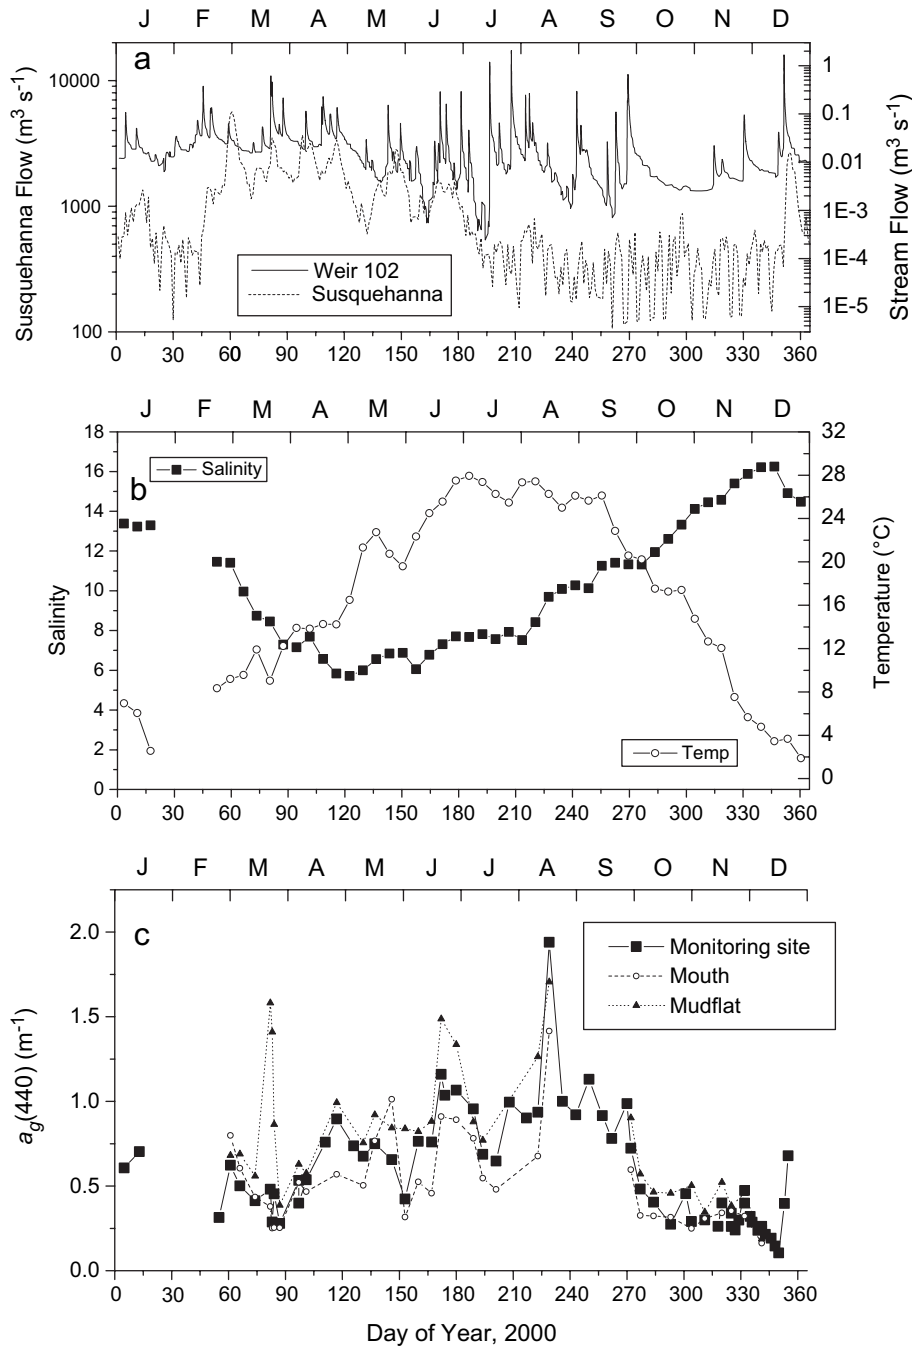 J F M A M J J A S O N D
a
Susquehanna Flow (m³ s⁻¹)
10000
1000
100
Stream Flow (m³ s⁻¹)
1
0.1
0.01
1E-3
1E-4
1E-5
Weir 102
Susquehanna
0 30 60 90 120 150 180 210 240 270 300 330 360
J F M A M J J A S O N D
b
Salinity
18
16
14
12
10
8
6
4
2
0
Salinity
Temperature (°C)
32
28
24
20
16
12
8
4
0
Temp
0 30 60 90 120 150 180 210 240 270 300 330 360
J F M A M J J A S O N D
c
ag(440) (m⁻¹)
2.0
1.5
1.0
0.5
0.0
Monitoring site
Mouth
Mudflat
0 30 60 90 120 150 180 210 240 270 300 330 360
Day of Year, 2000